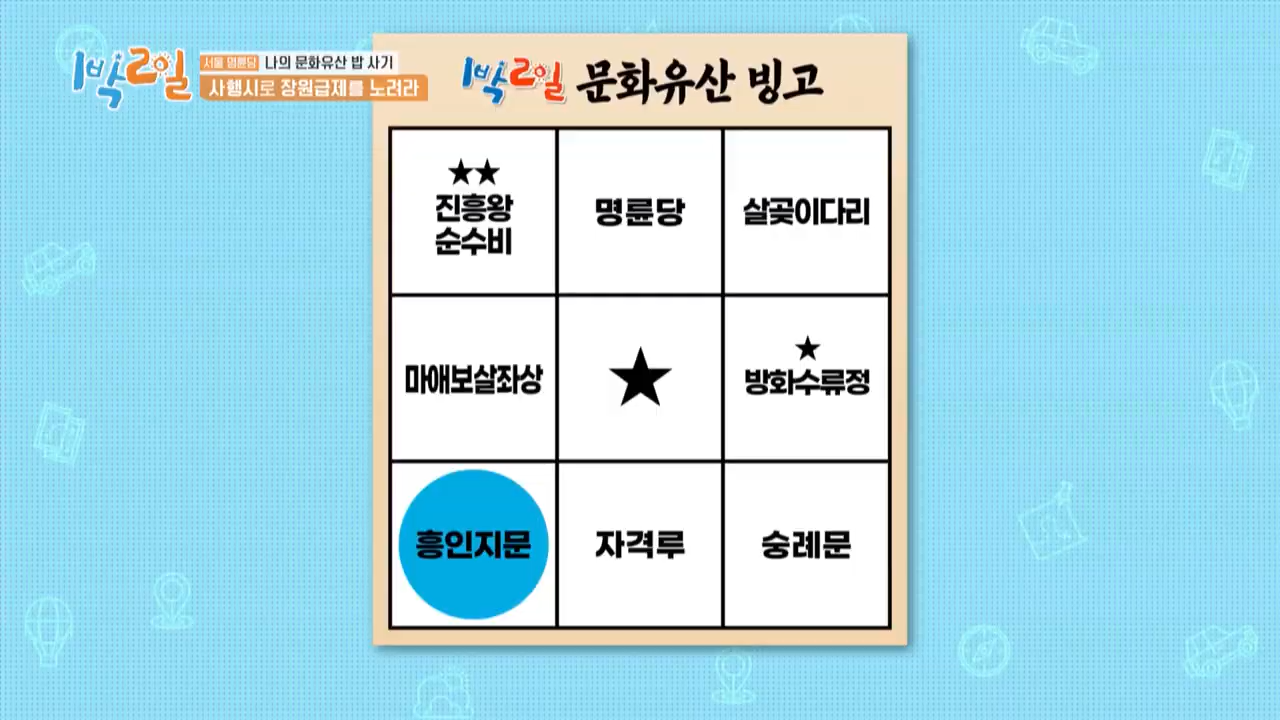 1박2일
서울 명륜당 나의 문화유산 밥 사기
사행시로 장원급제를 노려라
1박2일 문화유산 빙고
★★
진흥왕
순수비
명륜당
살곶이다리
마애보살좌상
★
★
방화수류정
흥인지문
자격루
숭례문